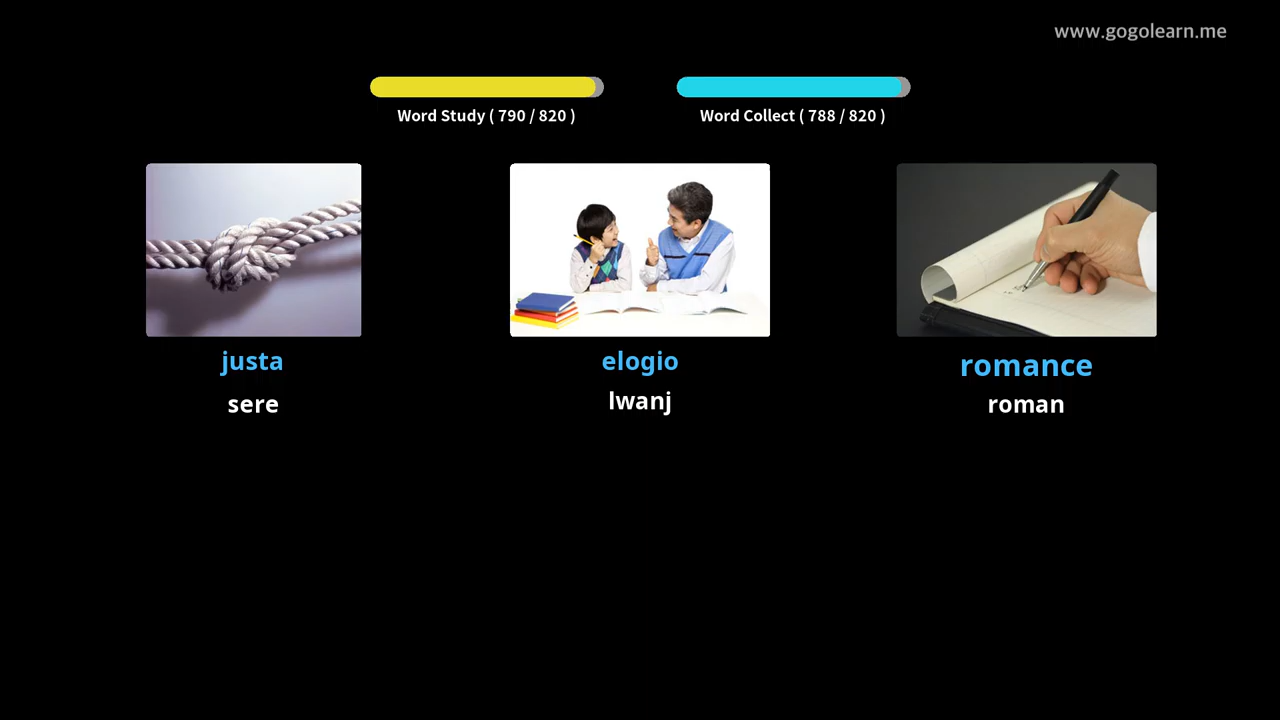 www.gogolearn.me
Word Study ( 790 / 820 )
Word Collect ( 788 / 820 )
justa
sere
elogio
lwanj
romance
roman